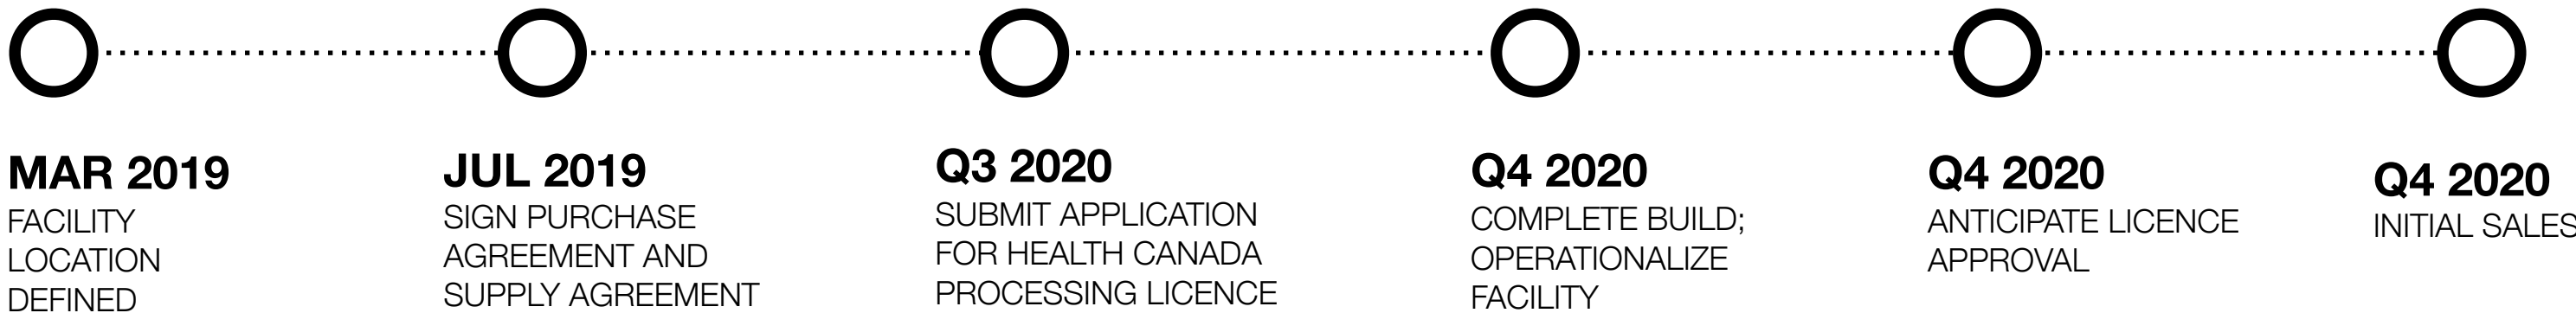 MAR 2019
FACILITY
LOCATION
DEFINED
JUL 2019
SIGN PURCHASE
AGREEMENT AND
SUPPLY AGREEMENT
Q3 2020
SUBMIT APPLICATION
FOR HEALTH CANADA
PROCESSING LICENCE
Q4 2020
COMPLETE BUILD;
OPERATIONALIZE
FACILITY
Q4 2020
ANTICIPATE LICENCE
APPROVAL
Q4 2020
INITIAL SALES